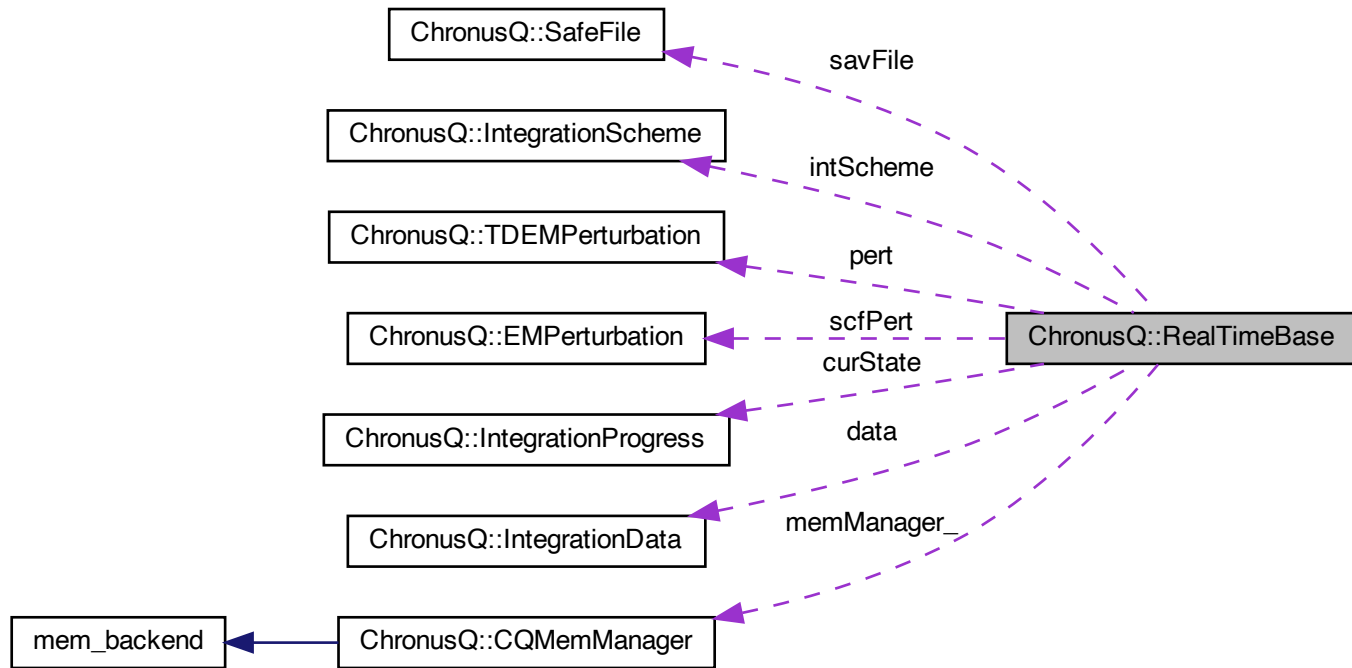 ChronusQ::SafeFile
savFile
ChronusQ::IntegrationScheme
intScheme
ChronusQ::TDEMPerturbation
pert
ChronusQ::EMPerturbation
scfPert
ChronusQ::RealTimeBase
curState
ChronusQ::IntegrationProgress
data
ChronusQ::IntegrationData
memManager_
mem_backend
ChronusQ::CQMemManager